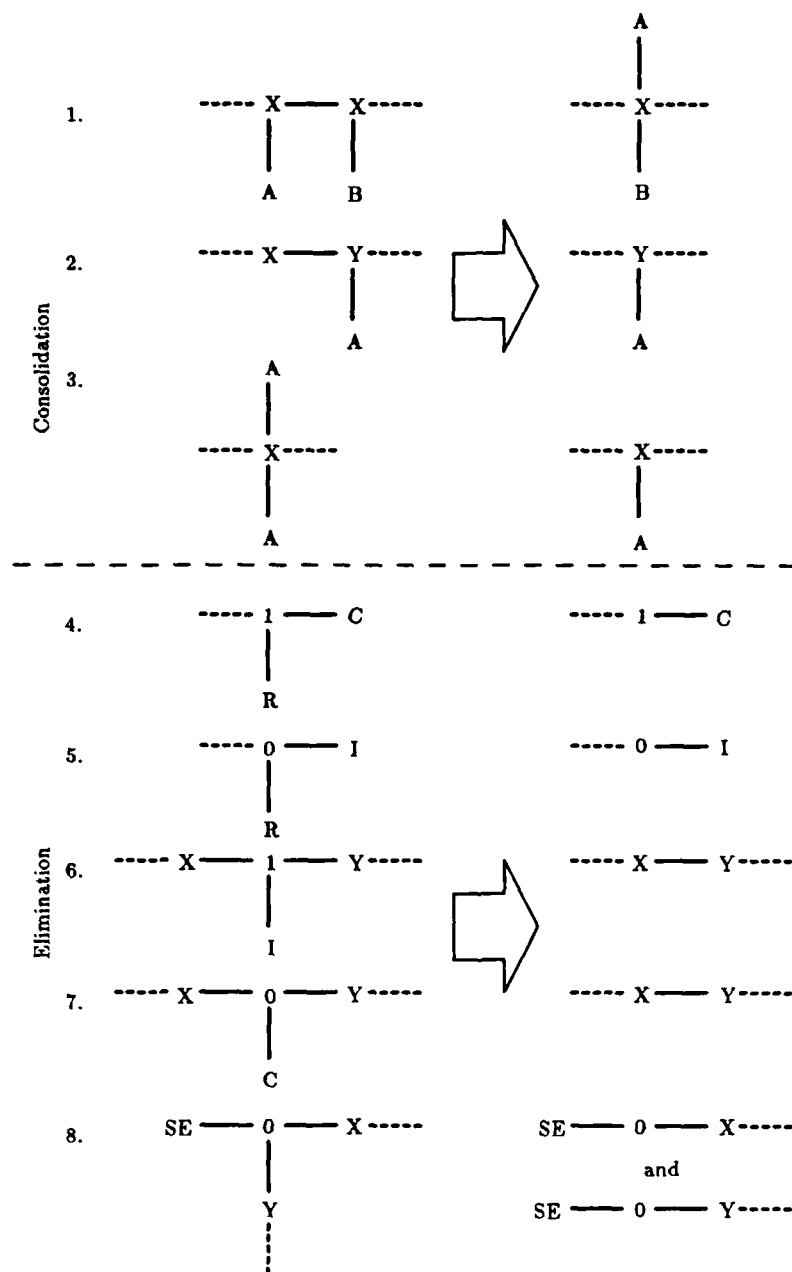 A
1. X X X
A B B
2. X Y Y
A A
Consolidation
3. A
X X
A A
4. 1 C 1 C
R
5. 0 I 0 I
R
Elimination
6. X 1 Y X Y
I
7. X 0 Y X Y
C
8. SE 0 X SE 0 X
and
Y SE 0 Y